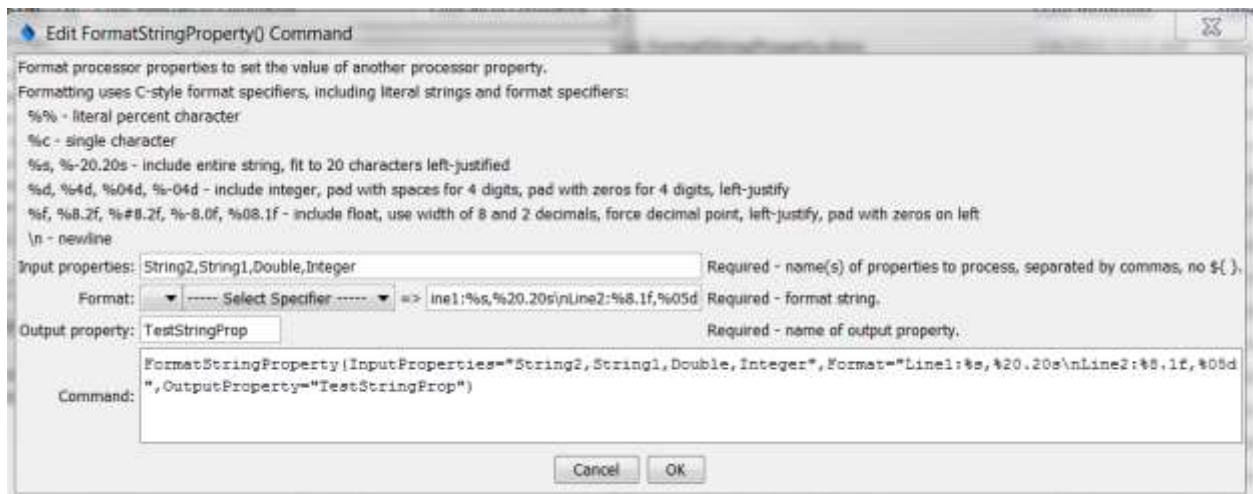 Edit FormatStringProperty() Command
Format processor properties to set the value of another processor property.
Formatting uses C-style format specifiers, including literal strings and format specifiers:
%% - literal percent character
%c - single character
%s, %-20.20s - include entire string, fit to 20 characters left-justified
%d, %4d, %04d, %-04d - include integer, pad with spaces for 4 digits, pad with zeros for 4 digits, left-justify
%f, %8.2f, %#8.2f, %-8.0f, %08.1f - include float, use width of 8 and 2 decimals, force decimal point, left-justify, pad with zeros on left
\n - newline
Input properties: String2,String1,Double,Integer Required - name(s) of properties to process, separated by commas, no ${ }.
Format: ----- Select Specifier ----- => ine1:%s,%20.20s\nLine2:%8.1f,%05d Required - format string.
Output property: TestStringProp Required - name of output property.
FormatStringProperty(InputProperties="String2,String1,Double,Integer",Format="Line1:%s,%20.20s\nLine2:%8.1f,%05d
Command: ",OutputProperty="TestStringProp")
Cancel OK